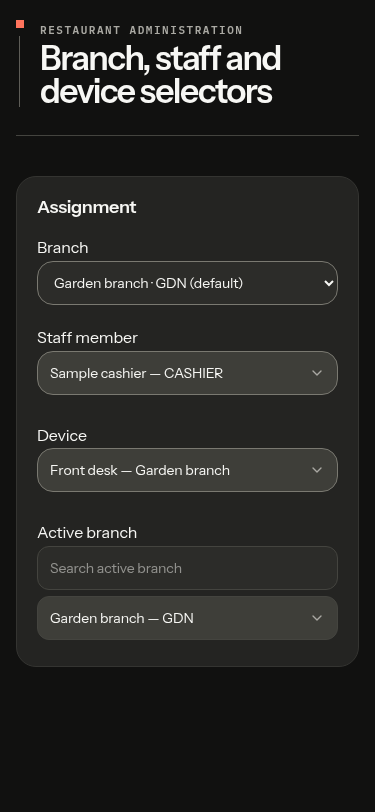 RESTAURANT ADMINISTRATION
Branch, staff and
device selectors
Assignment
Branch
Garden branch · GDN (default)
Staff member
Sample cashier — CASHIER
Device
Front desk — Garden branch
Active branch
Search active branch
Garden branch — GDN